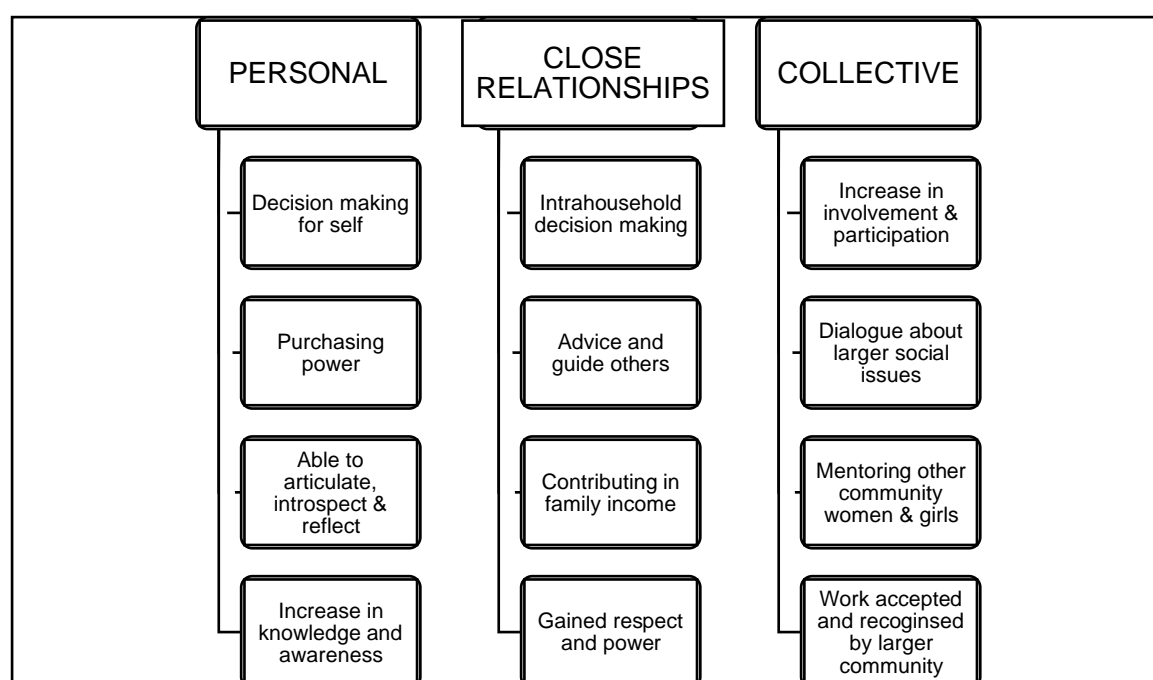 PERSONAL
Decision making
for self
Purchasing
power
Able to
articulate,
introspect &
reflect
Increase in
knowledge and
awareness
CLOSE
RELATIONSHIPS
Intrahousehold
decision making
Advice and
guide others
Contributing in
family income
Gained respect
and power
COLLECTIVE
Increase in
involvement &
participation
Dialogue about
larger social
issues
Mentoring other
community
women & girls
Work accepted
and recoginsed
by larger
community